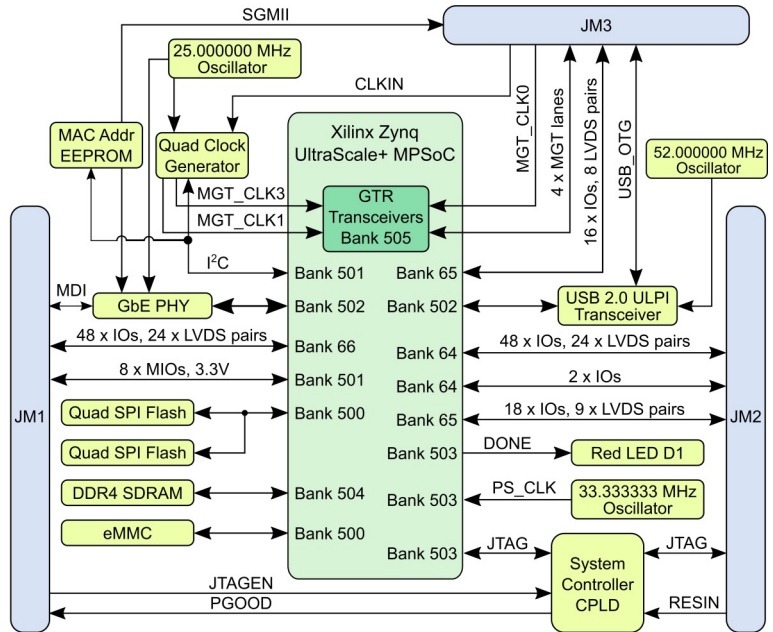 SGMII
JM3
25.000000 MHz
Oscillator
CLKIN
MGT_CLK0
4 x MGT lanes
16 x IOs, 8 LVDS pairs
USB_OTG
MAC Addr
EEPROM
Quad Clock
Generator
Xilinx Zynq
UltraScale+ MPSoC
52.000000 MHz
Oscillator
MGT_CLK3
MGT_CLK1
GTR
Transceivers
Bank 505
I²C
Bank 501
Bank 65
MDI
GbE PHY
Bank 502
Bank 502
USB 2.0 ULPI
Transceiver
48 x IOs, 24 x LVDS pairs
Bank 66
Bank 64
48 x IOs, 24 x LVDS pairs
8 x MIOs, 3.3V
Bank 501
Bank 64
2 x IOs
JM1
Quad SPI Flash
Bank 500
Bank 65
18 x IOs, 9 x LVDS pairs
JM2
Quad SPI Flash
Bank 503
DONE
Red LED D1
DDR4 SDRAM
Bank 504
Bank 503
PS_CLK
33.333333 MHz
Oscillator
eMMC
Bank 500
Bank 503
JTAG
System
Controller
CPLD
JTAG
JTAGEN
PGOOD
RESIN